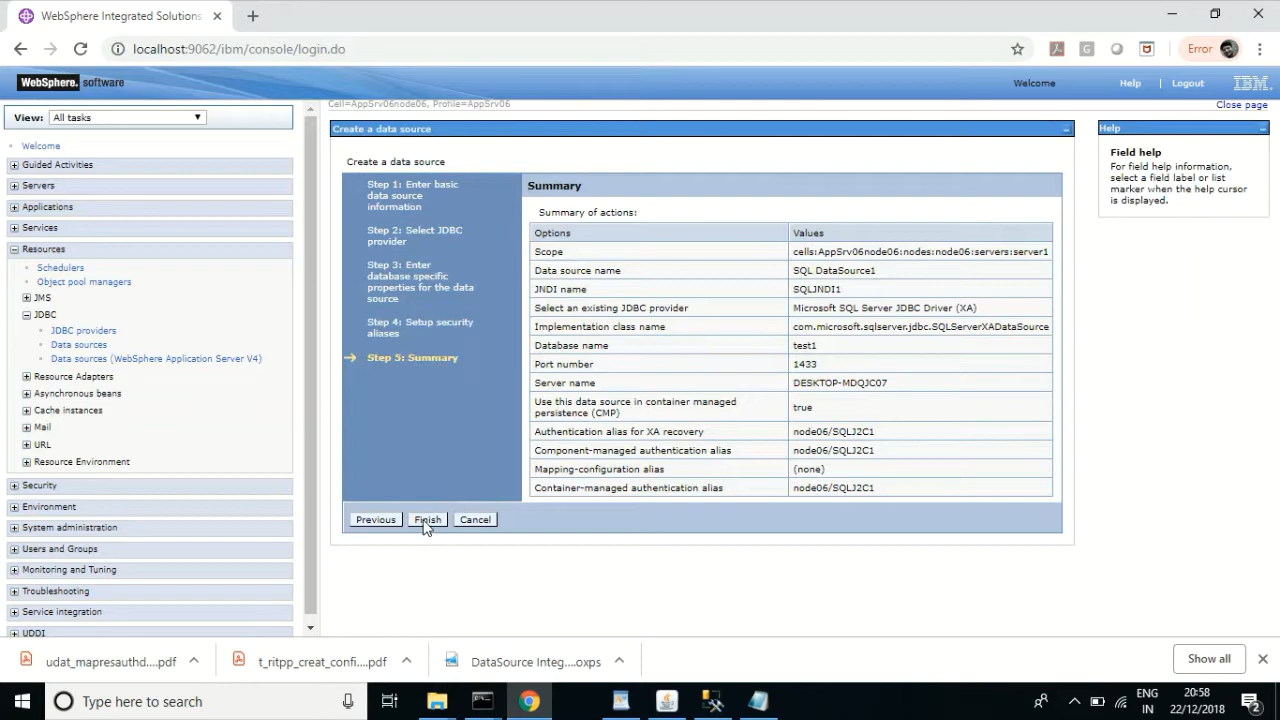 WebSphere Integrated Solutions
localhost:9062/ibm/console/login.do
Error
WebSphere. software
Welcome
Help
Logout
IBM.
View: All tasks
Welcome
Guided Activities
Servers
Applications
Services
Resources
Schedulers
Object pool managers
JMS
JDBC
JDBC providers
Data sources
Data sources (WebSphere Application Server V4)
Resource Adapters
Asynchronous beans
Cache instances
Mail
URL
Resource Environment
Security
Environment
System administration
Users and Groups
Monitoring and Tuning
Troubleshooting
Service integration
UDDI
Cell=AppSrv06node06, Profile=AppSrv06
Close page
Create a data source
Create a data source
Step 1: Enter basic
data source
information
Step 2: Select JDBC
provider
Step 3: Enter
database specific
properties for the data
source
Step 4: Setup security
aliases
Step 5: Summary
Summary
Summary of actions:
Options Values
Scope cells:AppSrv06node06:nodes:node06:servers:server1
Data source name SQL DataSource1
JNDI name SQLJNDI1
Select an existing JDBC provider Microsoft SQL Server JDBC Driver (XA)
Implementation class name com.microsoft.sqlserver.jdbc.SQLServerXADataSource
Database name test1
Port number 1433
Server name DESKTOP-MDQJC07
Use this data source in container managed
persistence (CMP) true
Authentication alias for XA recovery node06/SQLJ2C1
Component-managed authentication alias node06/SQLJ2C1
Mapping-configuration alias (none)
Container-managed authentication alias node06/SQLJ2C1
Previous Finish Cancel
Help
Field help
For field help information,
select a field label or list
marker when the help cursor
is displayed.
udat_mapresauthd....pdf
t_ritpp_creat_confi....pdf
DataSource Integ....oxps
Show all
Type here to search
ENG
IN
20:58
22/12/2018
2